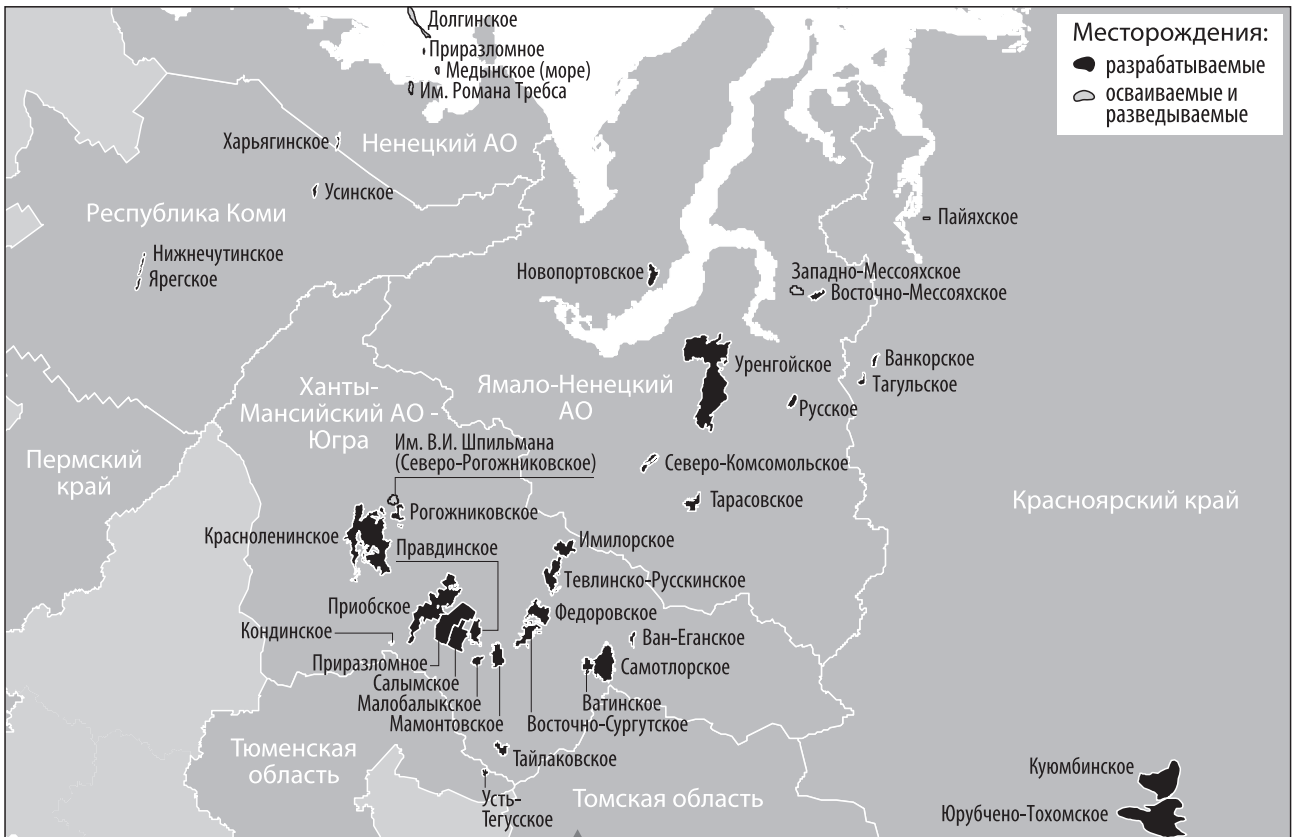 Долгинское
Приразломное
Медынское (море)
Им. Романа Требса
Месторождения:
разрабатываемые
осваиваемые и
разведываемые
Харьягинское
Ненецкий АО
Усинское
Республика Коми
Пайяхское
Нижнечутинское
Ярегское
Новопортовское
Западно-Мессояхское
Восточно-Мессояхское
Уренгойское
Ванкорское
Тагульское
Русское
Ханты-
Мансийский АО -
Югра
Ямало-Ненецкий
АО
Им. В.И. Шпильмана
(Северо-Рогожниковское)
Северо-Комсомольское
Пермский
край
Тарасовское
Красноярский край
Рогожниковское
Красноленинское
Правдинское
Имилорское
Тевлинско-Русскинское
Приобское
Федоровское
Кондинское
Ван-Еганское
Приразломное
Самотлорское
Салымское
Малобалыкское
Ватинское
Мамонтовское
Восточно-Сургутское
Тюменская
область
Тайлаковское
Куюмбинское
Усть-
Тегусское
Томская область
Юрубчено-Тохомское